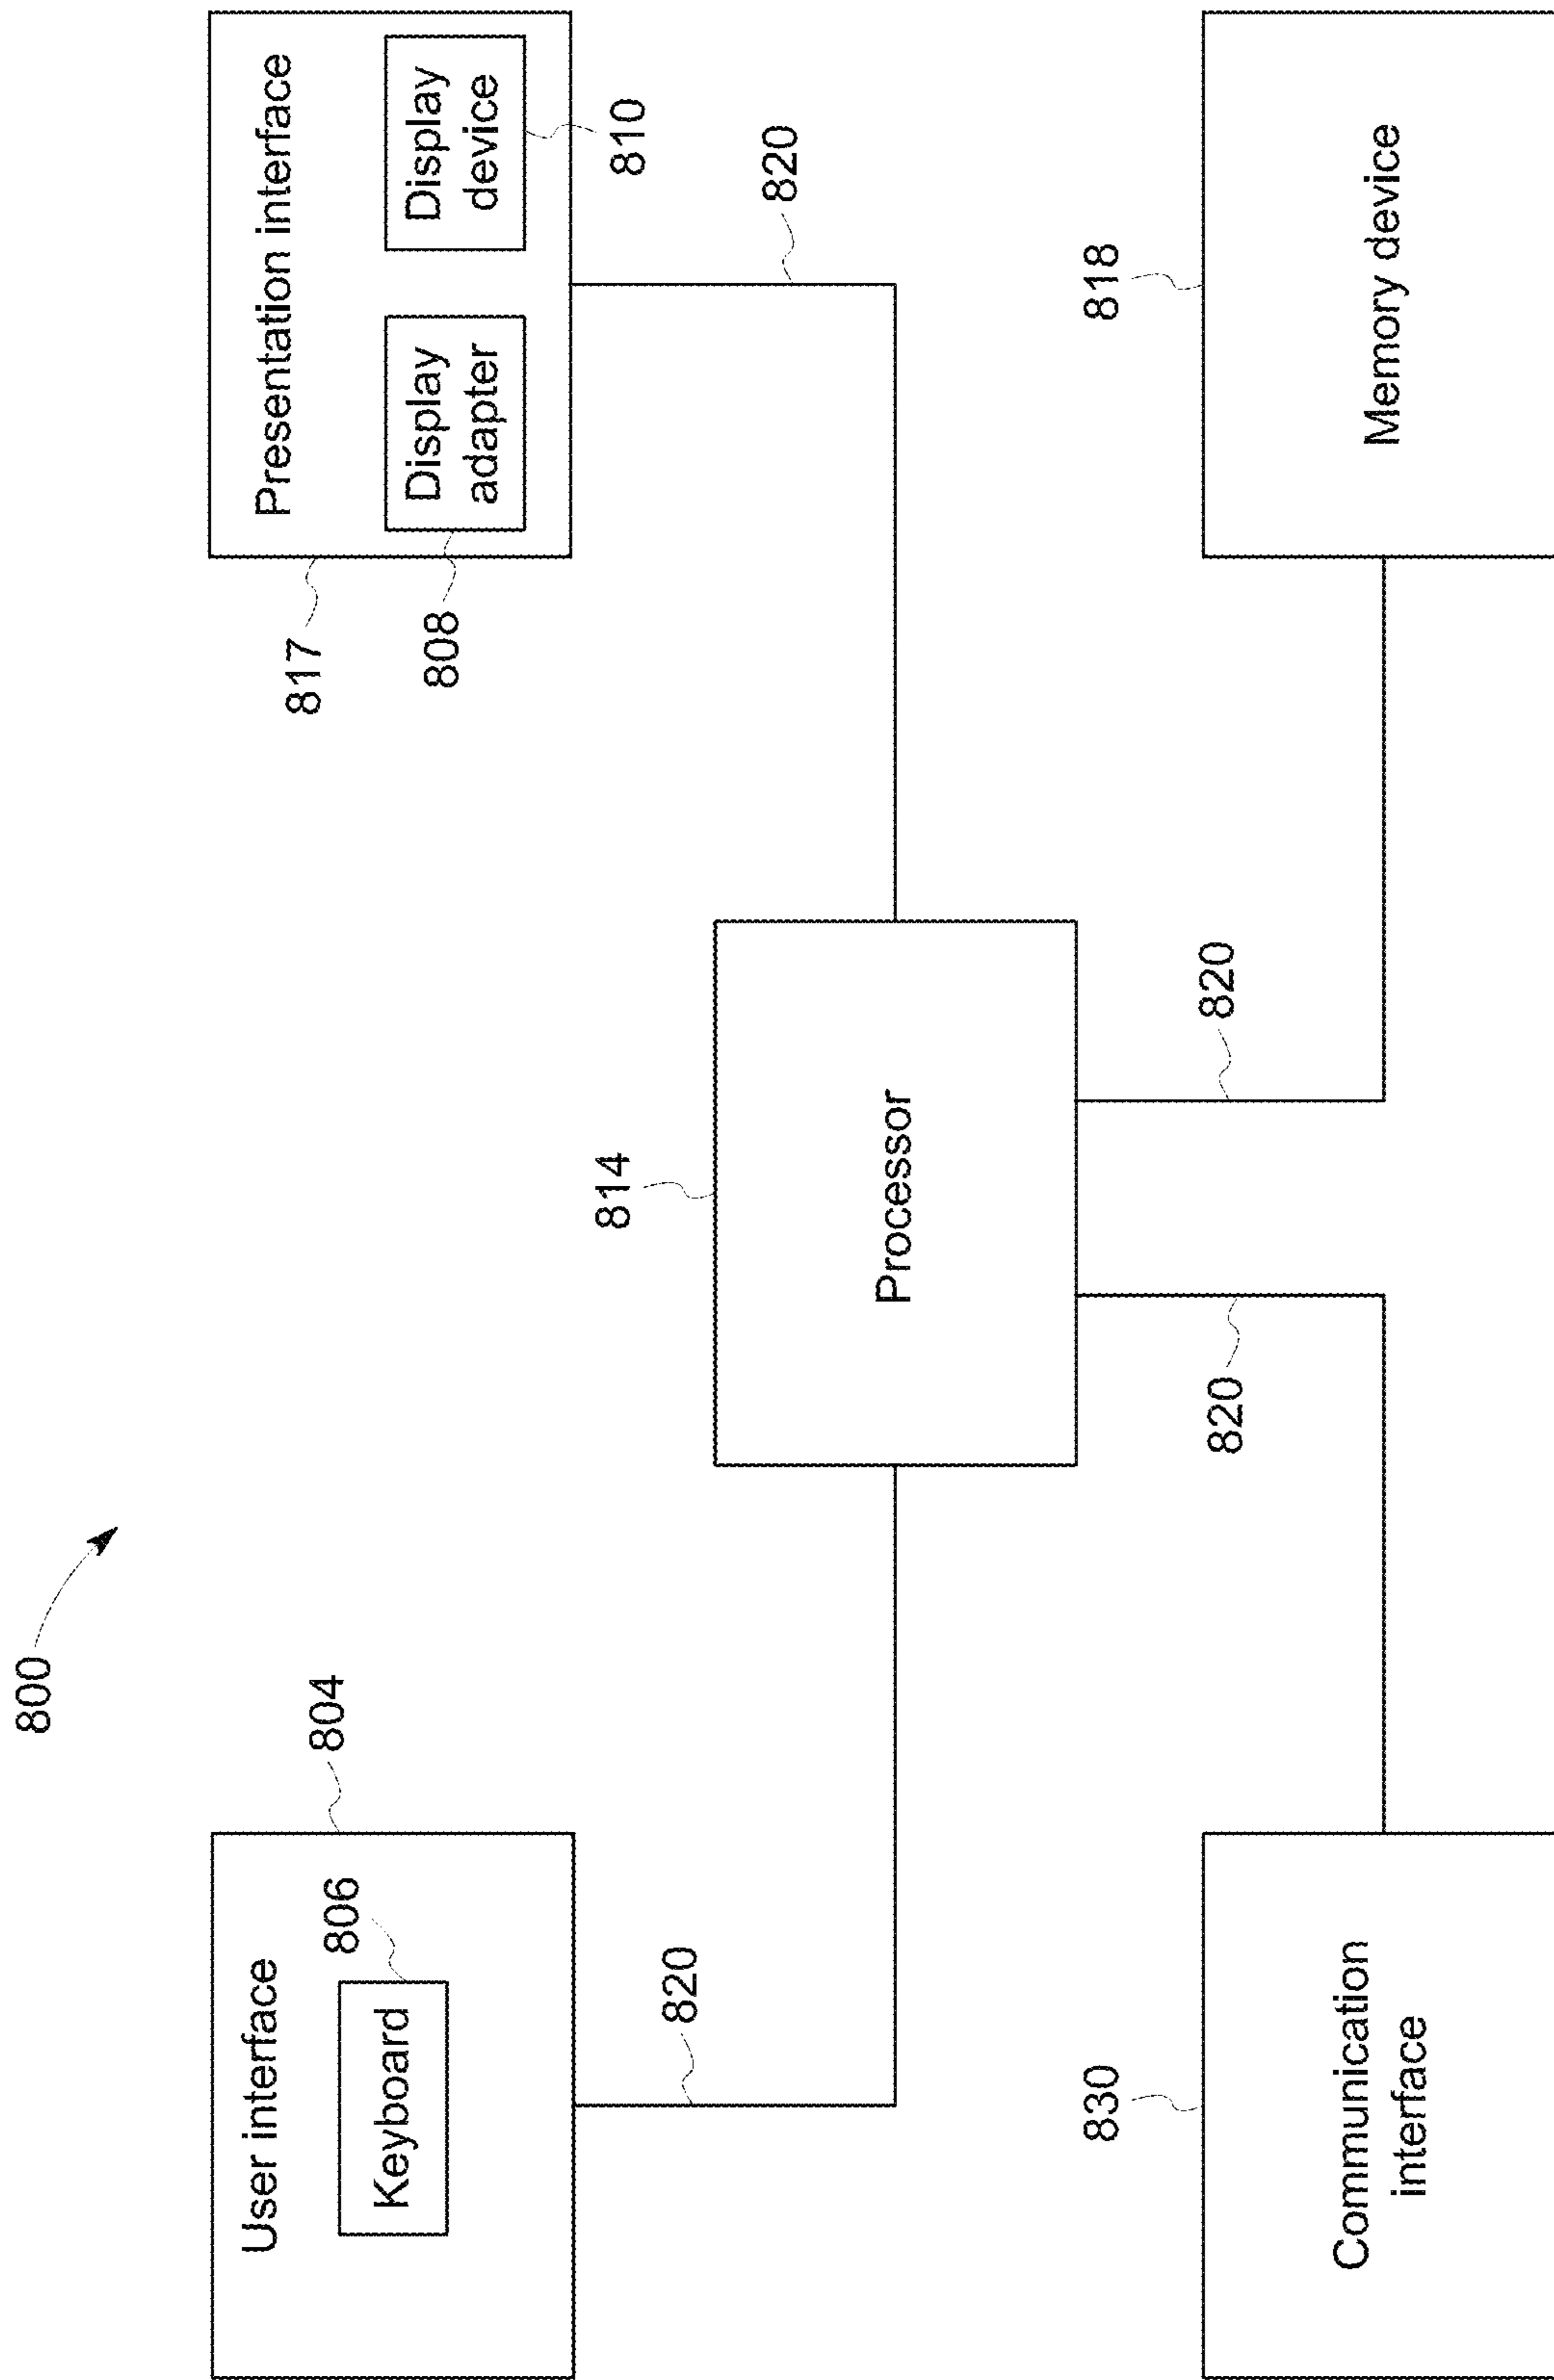 800
804
User interface
806
Keyboard
820
817
Presentation interface
808
Display
adapter
Display
device
810
820
814
Processor
820
820
830
Communication
interface
818
Memory device